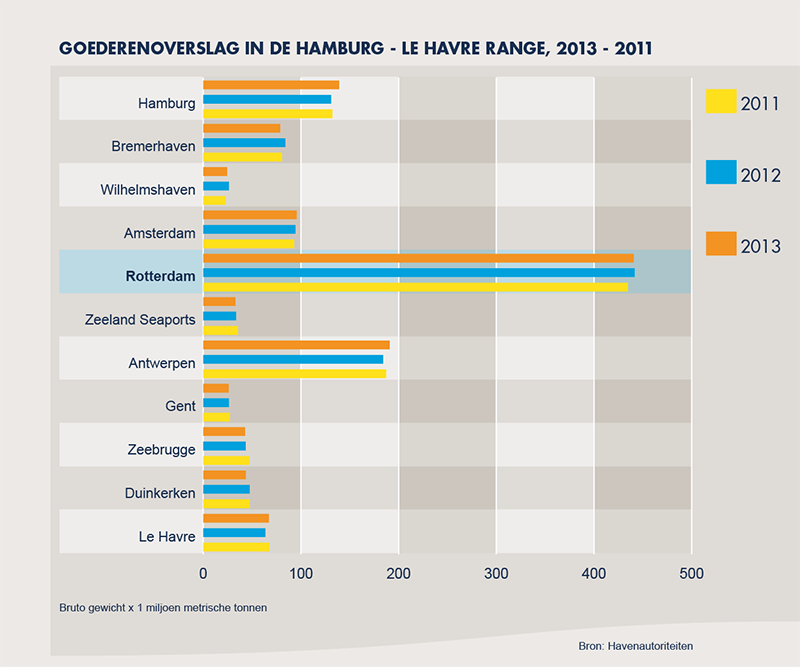 GOEDERENOVERSLAG IN DE HAMBURG - LE HAVRE RANGE, 2013 - 2011
Hamburg
Bremerhaven
Wilhelmshaven
Amsterdam
Rotterdam
Zeeland Seaports
Antwerpen
Gent
Zeebrugge
Duinkerken
Le Havre
0 100 200 300 400 500
2011
2012
2013
Bruto gewicht x 1 miljoen metrische tonnen
Bron: Havenautoriteiten